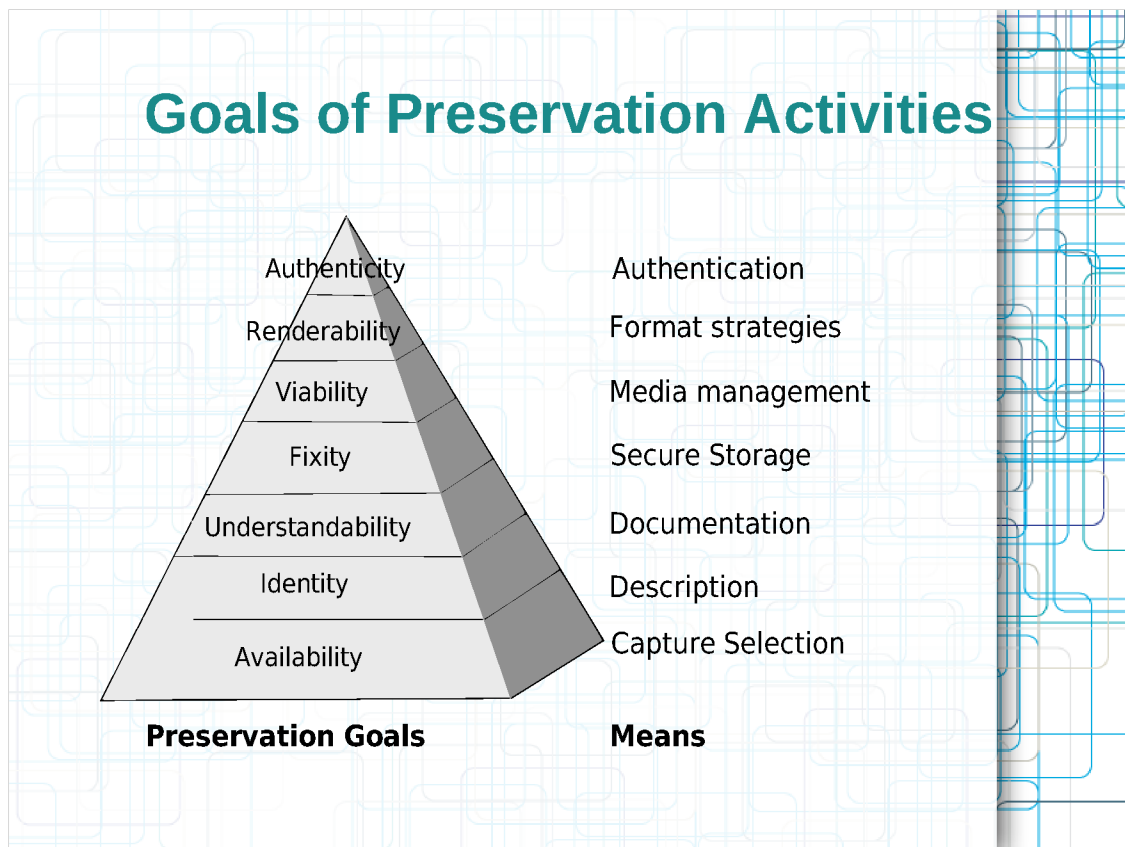 Goals of Preservation Activities
Authenticity
Authentication
Renderability
Format strategies
Viability
Media management
Fixity
Secure Storage
Understandability
Documentation
Identity
Description
Availability
Capture Selection
Preservation Goals
Means